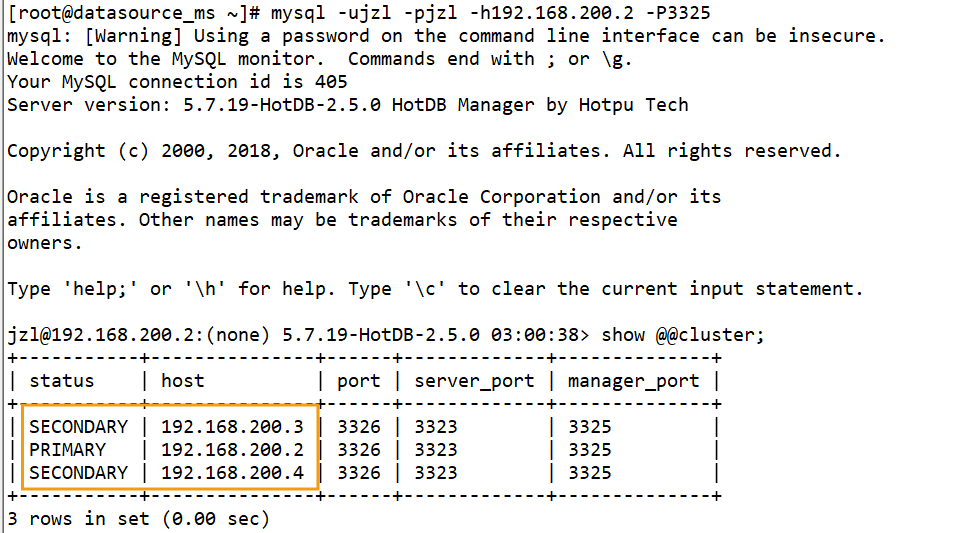 [root@datasource_ms ~]# mysql -ujzl -pjzl -h192.168.200.2 -P3325
mysql: [Warning] Using a password on the command line interface can be insecure.
Welcome to the MySQL monitor.  Commands end with ; or \g.
Your MySQL connection id is 405
Server version: 5.7.19-HotDB-2.5.0 HotDB Manager by Hotpu Tech

Copyright (c) 2000, 2018, Oracle and/or its affiliates. All rights reserved.

Oracle is a registered trademark of Oracle Corporation and/or its
affiliates. Other names may be trademarks of their respective
owners.

Type 'help;' or '\h' for help. Type '\c' to clear the current input statement.

jzl@192.168.200.2:(none) 5.7.19-HotDB-2.5.0 03:00:38> show @@cluster;
+-----------+---------------+------+-------------+--------------+
| status    | host          | port | server_port | manager_port |
+-----------+---------------+------+-------------+--------------+
| SECONDARY | 192.168.200.3 | 3326 | 3323        | 3325         |
| PRIMARY   | 192.168.200.2 | 3326 | 3323        | 3325         |
| SECONDARY | 192.168.200.4 | 3326 | 3323        | 3325         |
+-----------+---------------+------+-------------+--------------+
3 rows in set (0.00 sec)